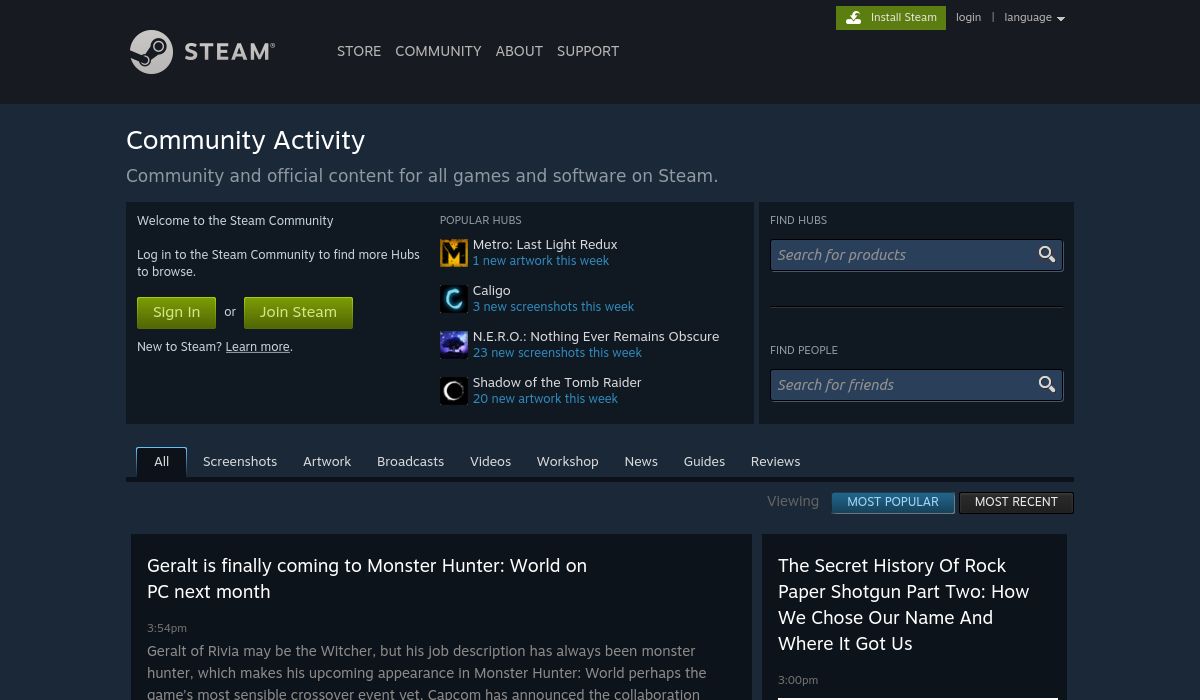 Install Steam
login | language
STEAM®
STORE COMMUNITY ABOUT SUPPORT
Community Activity
Community and official content for all games and software on Steam.
Welcome to the Steam Community
Log in to the Steam Community to find more Hubs
to browse.
Sign In or Join Steam
New to Steam? Learn more.
POPULAR HUBS
Metro: Last Light Redux
1 new artwork this week
Caligo
3 new screenshots this week
N.E.R.O.: Nothing Ever Remains Obscure
23 new screenshots this week
Shadow of the Tomb Raider
20 new artwork this week
FIND HUBS
Search for products
FIND PEOPLE
Search for friends
All Screenshots Artwork Broadcasts Videos Workshop News Guides Reviews
Viewing MOST POPULAR MOST RECENT
Geralt is finally coming to Monster Hunter: World on
PC next month
3:54pm
Geralt of Rivia may be the Witcher, but his job description has always been monster
hunter, which makes his upcoming appearance in Monster Hunter: World perhaps the
game's most sensible crossover event yet. Capcom has announced the collaboration
The Secret History Of Rock
Paper Shotgun Part Two: How
We Chose Our Name And
Where It Got Us
3:00pm